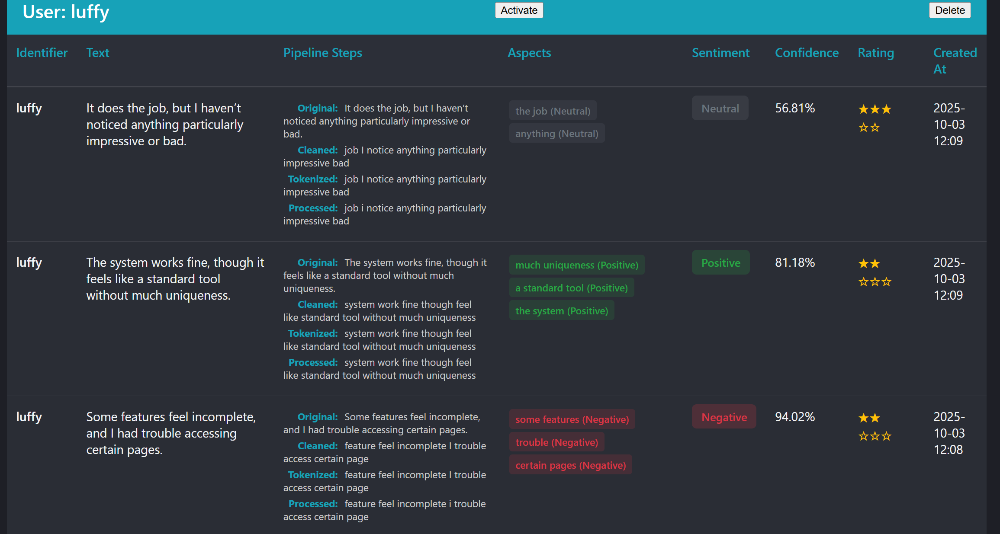 User: luffy
Activate
Delete
Identifier
Text
Pipeline Steps
Aspects
Sentiment
Confidence
Rating
Created
At
luffy
It does the job, but I haven’t
noticed anything particularly
impressive or bad.
Original: It does the job, but I haven’t
noticed anything particularly impressive or
bad.
Cleaned: job I notice anything particularly
impressive bad
Tokenized: job I notice anything particularly
impressive bad
Processed: job i notice anything particularly
impressive bad
the job (Neutral)
anything (Neutral)
Neutral
56.81%
★★★
☆☆
2025-
10-03
12:09
luffy
The system works fine, though it
feels like a standard tool
without much uniqueness.
Original: The system works fine, though it
feels like a standard tool without much
uniqueness.
Cleaned: system work fine though feel
like standard tool without much uniqueness
Tokenized: system work fine though feel
like standard tool without much uniqueness
Processed: system work fine though feel
like standard tool without much uniqueness
much uniqueness (Positive)
a standard tool (Positive)
the system (Positive)
Positive
81.18%
★★
☆☆☆
2025-
10-03
12:09
luffy
Some features feel incomplete,
and I had trouble accessing
certain pages.
Original: Some features feel incomplete,
and I had trouble accessing certain pages.
Cleaned: feature feel incomplete I trouble
access certain page
Tokenized: feature feel incomplete I trouble
access certain page
Processed: feature feel incomplete i trouble
access certain page
some features (Negative)
trouble (Negative)
certain pages (Negative)
Negative
94.02%
★★
☆☆☆
2025-
10-03
12:08